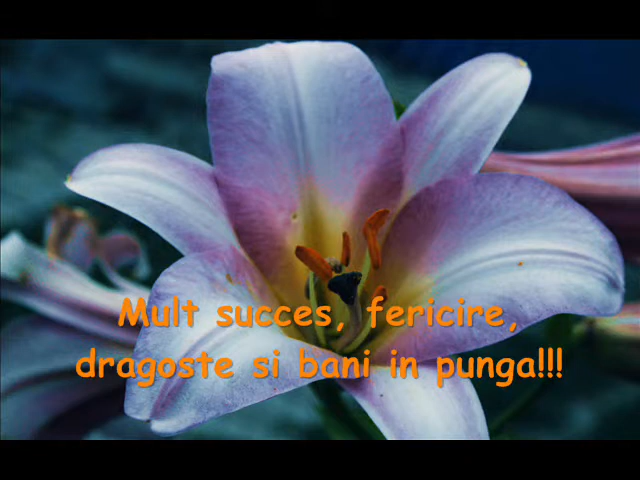 Mult succes, fericire,
dragoste si bani in punga!!!